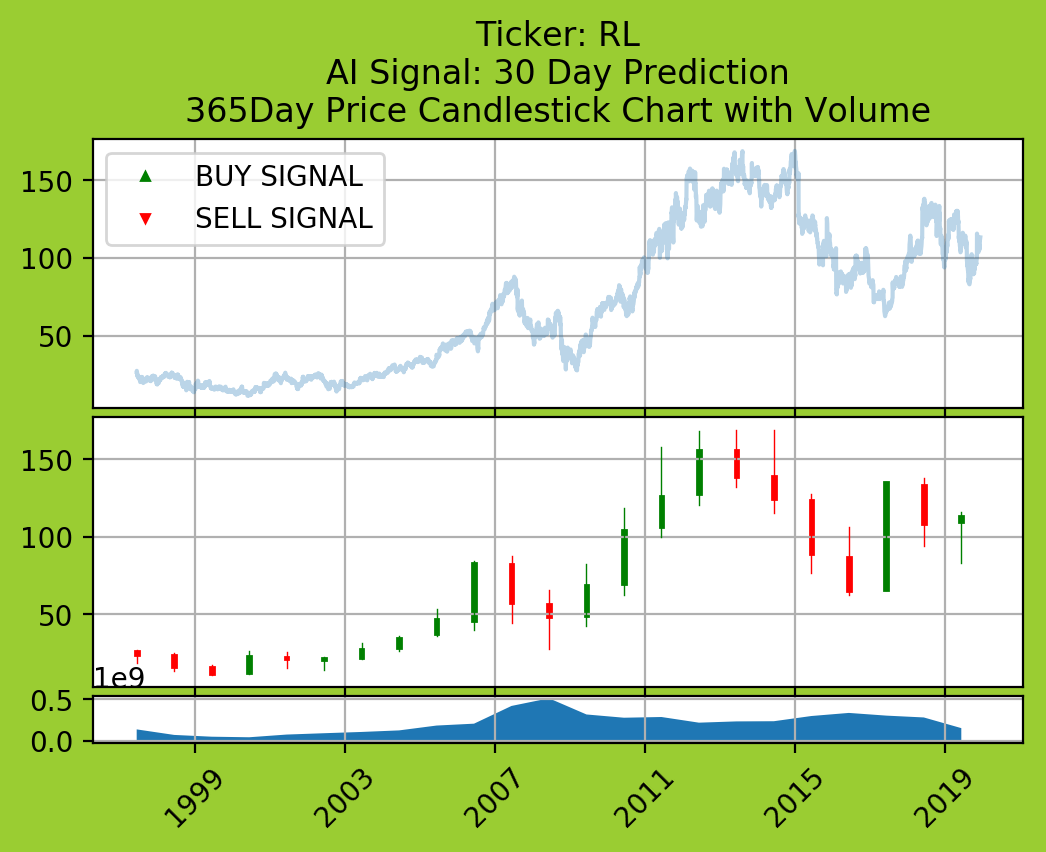 Ticker: RL
AI Signal: 30 Day Prediction
365Day Price Candlestick Chart with Volume
BUY SIGNAL
SELL SIGNAL
150
100
50
150
100
50
1e9
0.5
0.0
1999
2003
2007
2011
2015
2019